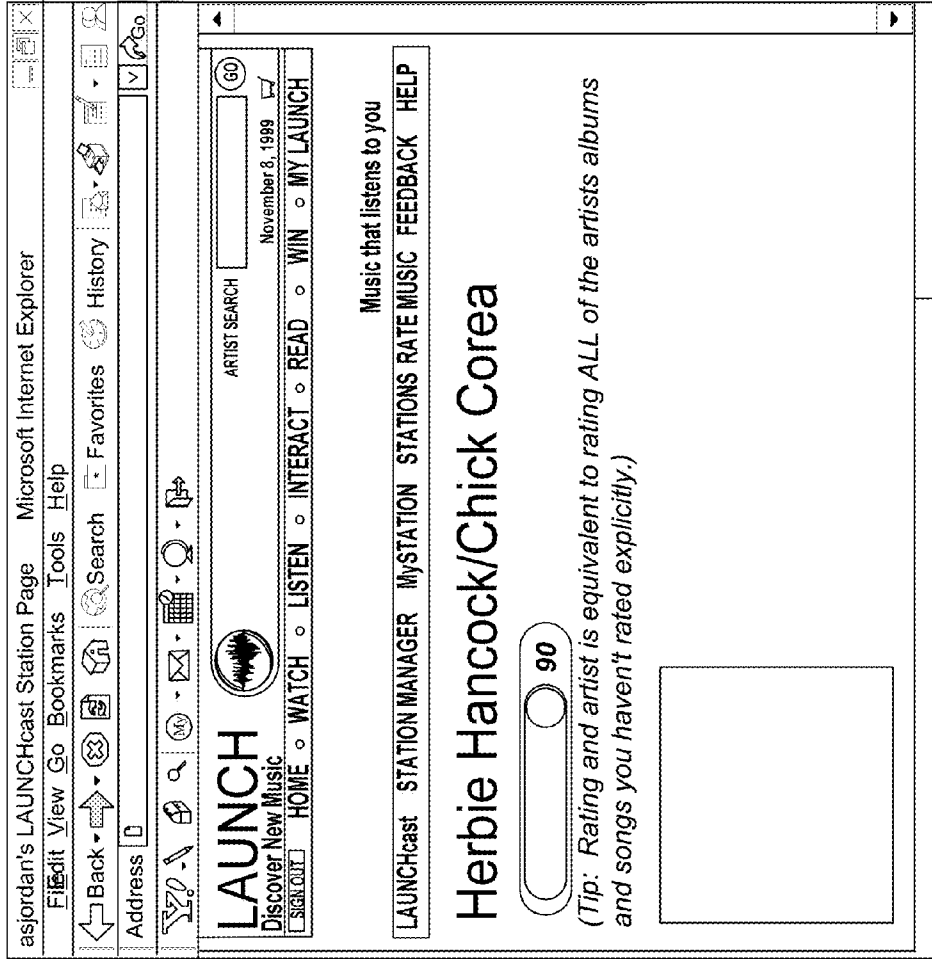 asjordan's LAUNCHcast Station Page Microsoft Internet Explorer
FiEdit View Go Bookmarks Tools Help
Back Search Favorites History
Address Go
Y! My
LAUNCH
Discover New Music
ARTIST SEARCH GO
November 8, 1999
SIGN OUT HOME WATCH LISTEN INTERACT READ WIN MY LAUNCH
Music that listens to you
LAUNCHcast STATION MANAGER MySTATION STATIONS RATE MUSIC FEEDBACK HELP
Herbie Hancock/Chick Corea
90
(Tip: Rating and artist is equivalent to rating ALL of the artists albums
and songs you haven't rated explicitly.)